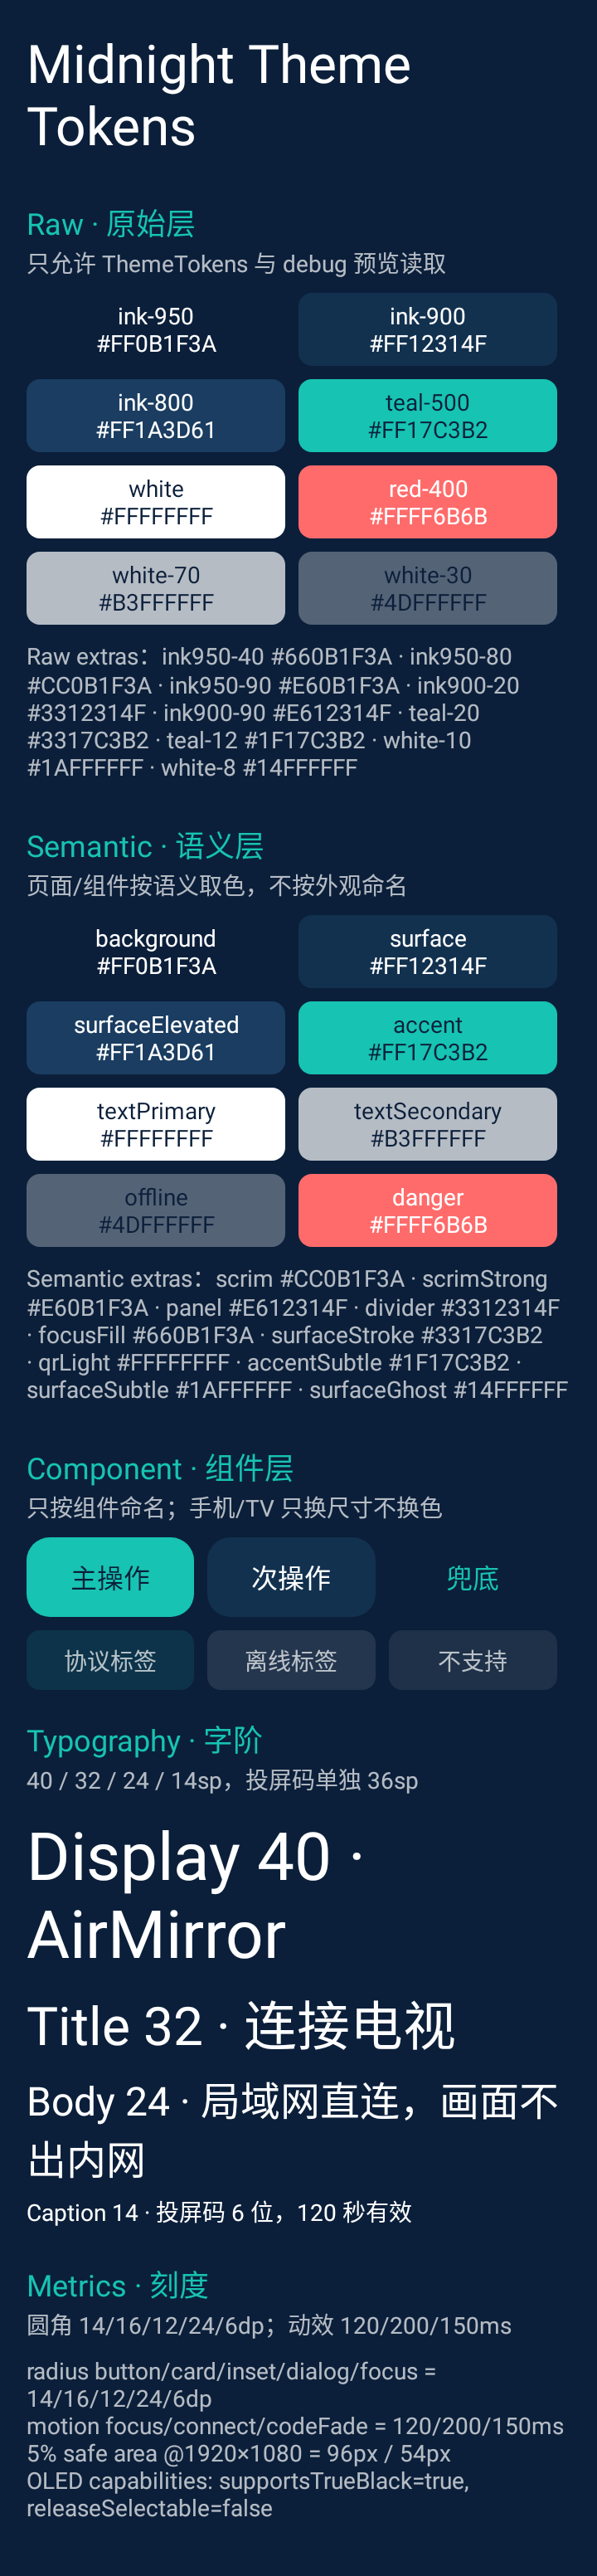 Midnight Theme
Tokens
Raw · 原始层
只允许 ThemeTokens 与 debug 预览读取
ink-950
#FF0B1F3A
ink-900
#FF12314F
ink-800
#FF1A3D61
teal-500
#FF17C3B2
white
#FFFFFFFF
red-400
#FFFF6B6B
white-70
#B3FFFFFF
white-30
#4DFFFFFF
Raw extras：ink950-40 #660B1F3A · ink950-80
#CC0B1F3A · ink950-90 #E60B1F3A · ink900-20
#3312314F · ink900-90 #E612314F · teal-20
#3317C3B2 · teal-12 #1F17C3B2 · white-10
#1AFFFFFF · white-8 #14FFFFFF
Semantic · 语义层
页面/组件按语义取色，不按外观命名
background
#FF0B1F3A
surface
#FF12314F
surfaceElevated
#FF1A3D61
accent
#FF17C3B2
textPrimary
#FFFFFFFF
textSecondary
#B3FFFFFF
offline
#4DFFFFFF
danger
#FFFF6B6B
Semantic extras：scrim #CC0B1F3A · scrimStrong
#E60B1F3A · panel #E612314F · divider #3312314F
· focusFill #660B1F3A · surfaceStroke #3317C3B2
· qrLight #FFFFFFFF · accentSubtle #1F17C3B2 ·
surfaceSubtle #1AFFFFFF · surfaceGhost #14FFFFFF
Component · 组件层
只按组件命名；手机/TV 只换尺寸不换色
主操作
次操作
兜底
协议标签
离线标签
不支持
Typography · 字阶
40 / 32 / 24 / 14sp，投屏码单独 36sp
Display 40 ·
AirMirror
Title 32 · 连接电视
Body 24 · 局域网直连，画面不
出内网
Caption 14 · 投屏码 6 位，120 秒有效
Metrics · 刻度
圆角 14/16/12/24/6dp；动效 120/200/150ms
radius button/card/inset/dialog/focus =
14/16/12/24/6dp
motion focus/connect/codeFade = 120/200/150ms
5% safe area @1920×1080 = 96px / 54px
OLED capabilities: supportsTrueBlack=true,
releaseSelectable=false